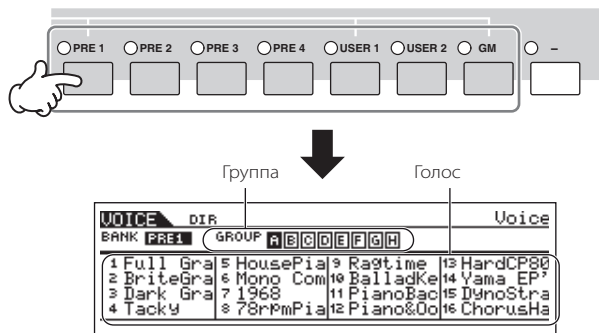 PRE 1 PRE 2 PRE 3 PRE 4 USER 1 USER 2 GM –
Группа Голос
VOICE DIR Voice
BANK PRE1 GROUP A B C D E F G H
1 Full Gra 5 HousePia 9 Ragtime 13 HardCP80
2 BriteGra 6 Mono Com 10 BalladKe 14 Yama EP'
3 Dark Gra 7 1968 11 PianoBac 15 DynoStra
4 Tacky 8 78rpmPia 12 Piano&Oo 16 ChorusHa